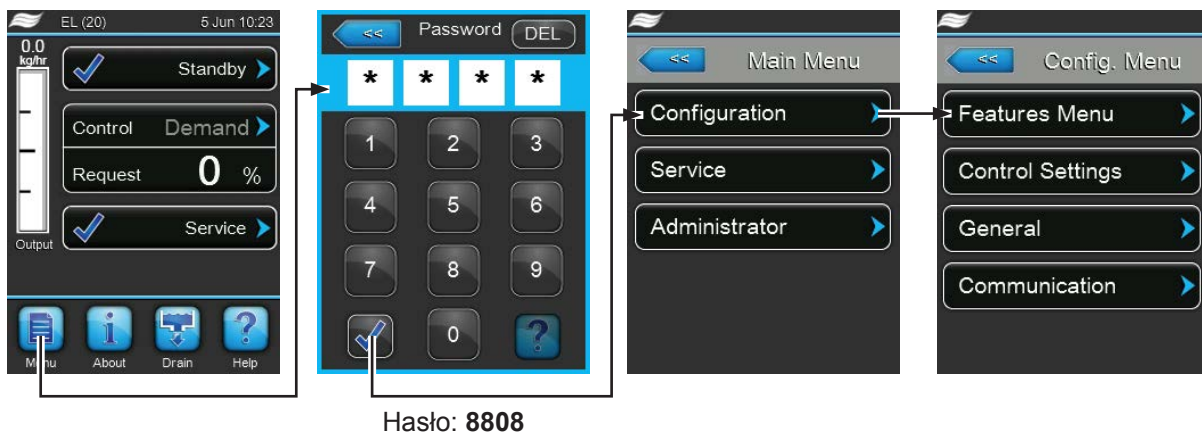 EL (20) 5 Jun 10:23
0.0
kg/hr
Standby
Control Demand
Request 0 %
Service
Output
Menu About Drain Help
<< Password DEL
* * * *
1 2 3
4 5 6
7 8 9
0 ?
<< Main Menu
Configuration
Service
Administrator
<< Config. Menu
Features Menu
Control Settings
General
Communication
Hasło: 8808